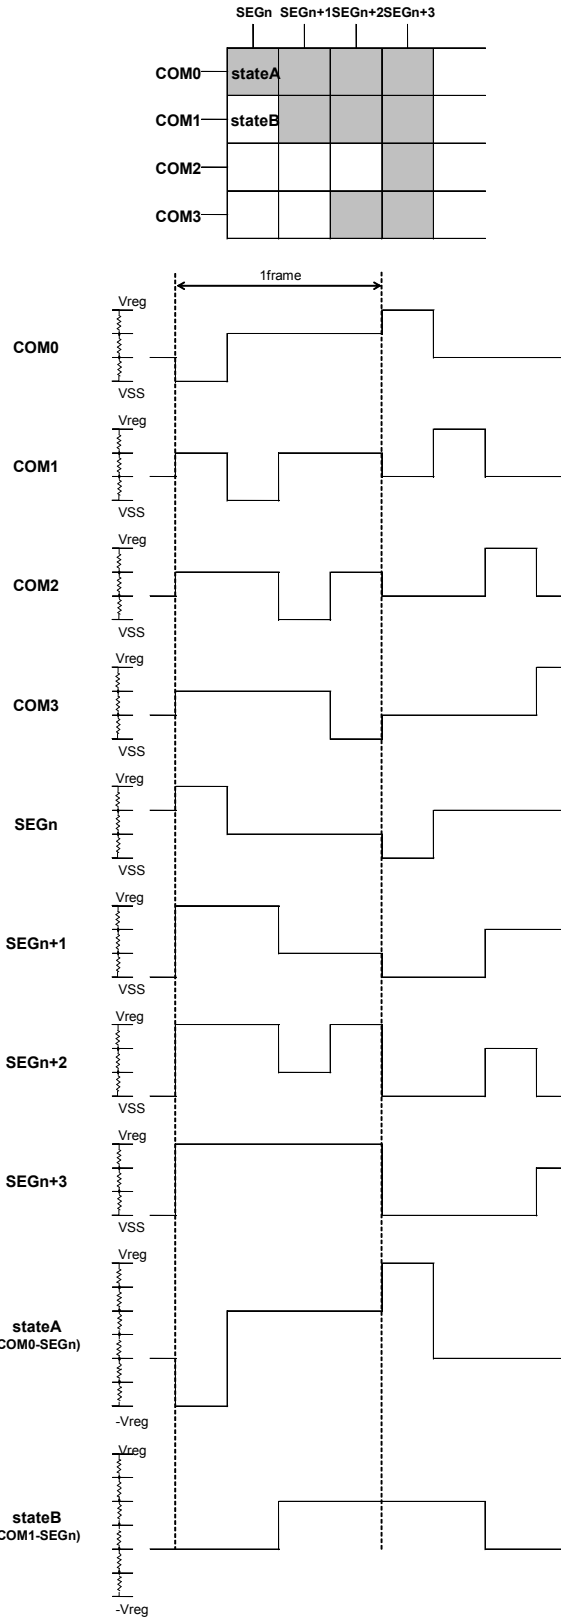 SEGn SEGn+1SEGn+2SEGn+3
COM0 stateA
COM1 stateB
COM2
COM3
1frame
Vreg
COM0
VSS
Vreg
COM1
VSS
Vreg
COM2
VSS
Vreg
COM3
VSS
Vreg
SEGn
VSS
Vreg
SEGn+1
VSS
Vreg
SEGn+2
VSS
Vreg
SEGn+3
VSS
Vreg
stateA
COM0-SEGn)
-Vreg
Vreg
stateB
COM1-SEGn)
-Vreg